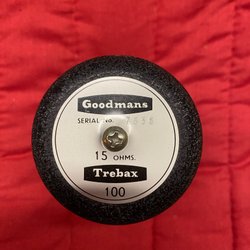 Goodmans
SERIAL No.
15 OHMS.
Trebax
100